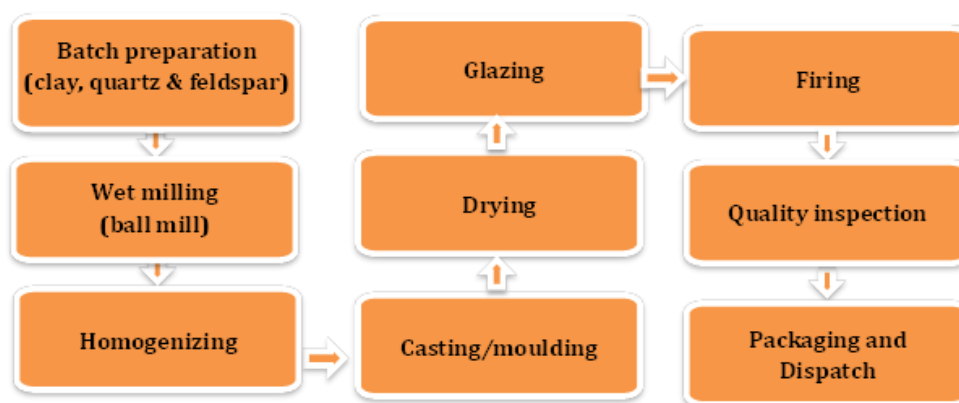 Batch preparation
(clay, quartz & feldspar)
Wet milling
(ball mill)
Homogenizing
Casting/moulding
Drying
Glazing
Firing
Quality inspection
Packaging and
Dispatch